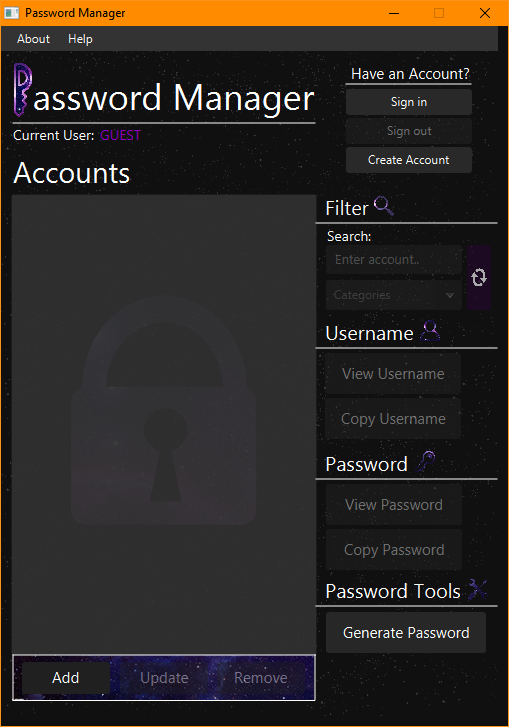 Password Manager
About Help
Have an Account?
Password Manager
Sign in
Current User: GUEST
Sign out
Create Account
Accounts
Filter
Search:
Enter account..
Categories
Username
View Username
Copy Username
Password
View Password
Copy Password
Password Tools
Generate Password
Add Update Remove